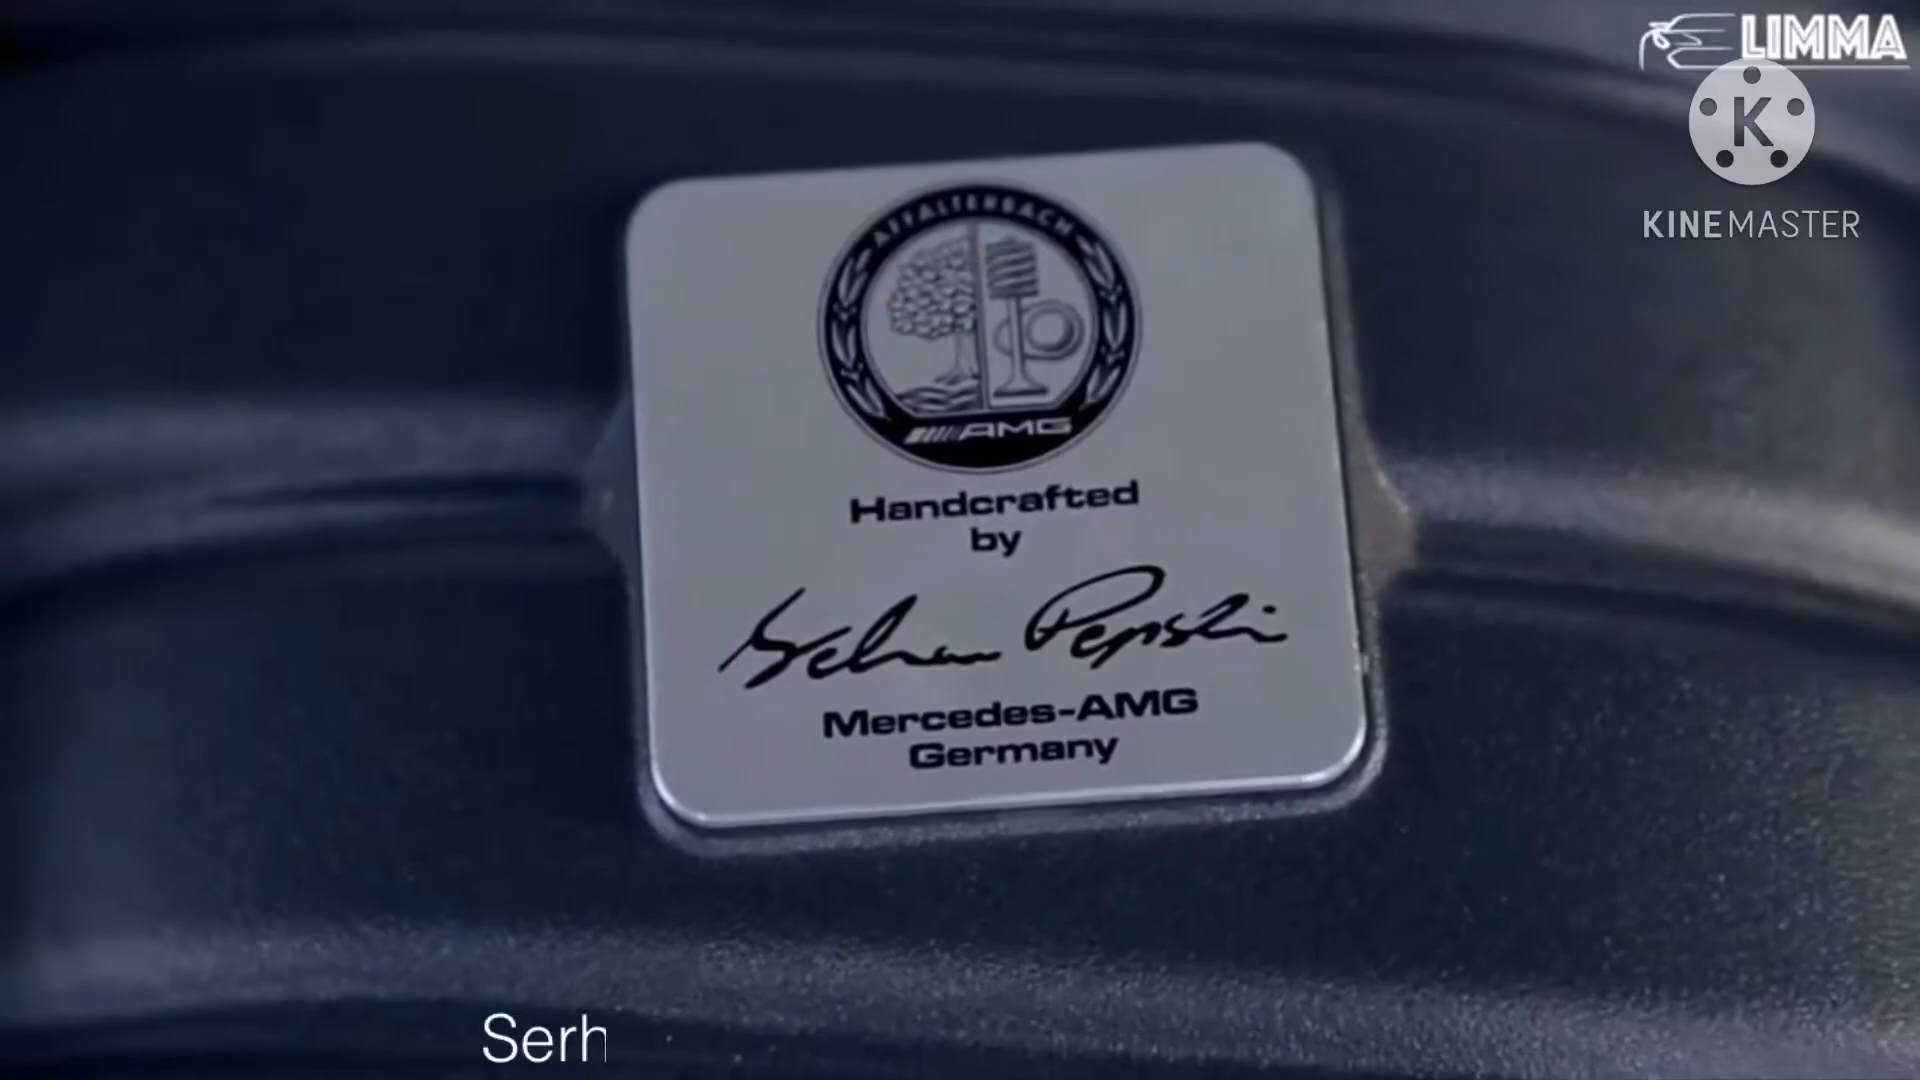 LIMMA
K
KINEMASTER
AFFALTERBACH
AMG
Handcrafted
by
Mercedes-AMG
Germany
Serh